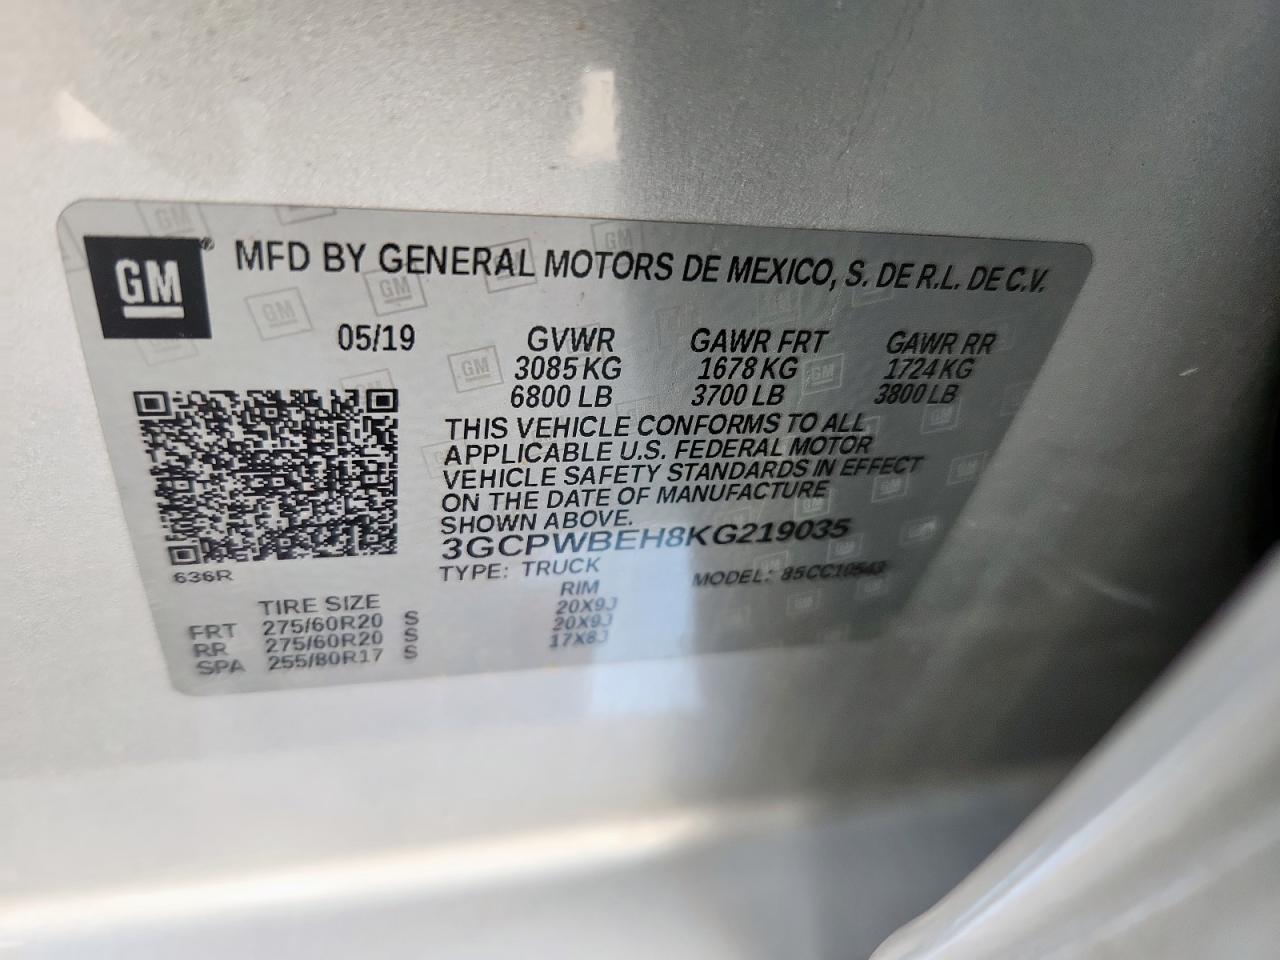 GM ® MFD BY GENERAL MOTORS DE MEXICO, S. DE R.L. DE C.V.
05/19 GVWR GAWR FRT GAWR RR
3085 KG 1678 KG 1724 KG
6800 LB 3700 LB 3800 LB
THIS VEHICLE CONFORMS TO ALL
APPLICABLE U.S. FEDERAL MOTOR
VEHICLE SAFETY STANDARDS IN EFFECT
ON THE DATE OF MANUFACTURE
SHOWN ABOVE.
3GCPWBEH8KG219035
636R TYPE: TRUCK MODEL:
TIRE SIZE RIM
FRT 275/60R20 S 20X9J
RR 275/60R20 S 20X9J
SPA 255/80R17 S 17X8J